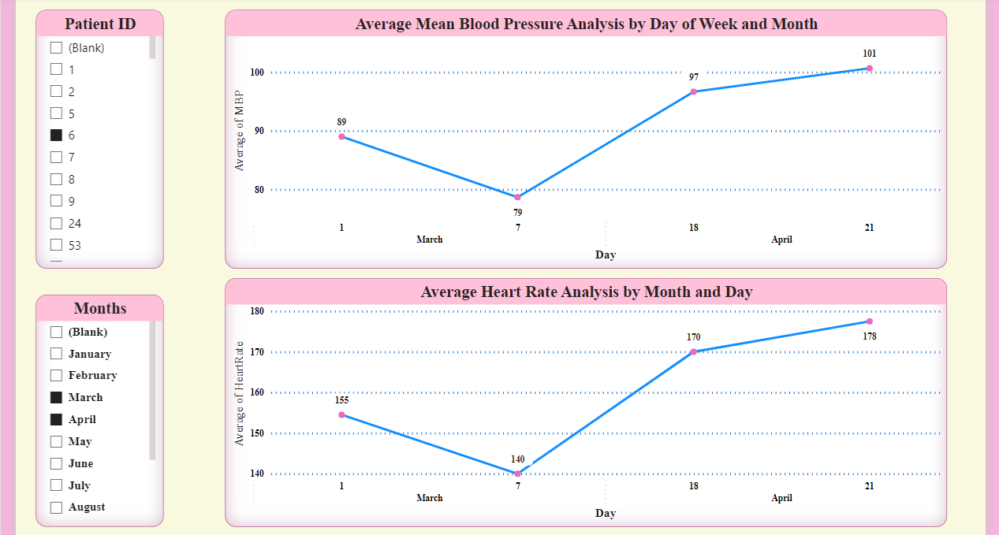 Patient ID
(Blank)
1
2
5
6
7
8
9
24
53
Months
(Blank)
January
February
March
April
May
June
July
August
Average Mean Blood Pressure Analysis by Day of Week and Month
Average of MBP
100
90
80
89
79
97
101
1
7
18
21
March
April
Day
Average Heart Rate Analysis by Month and Day
Average of HeartRate
180
170
160
150
140
155
140
170
178
1
7
18
21
March
April
Day